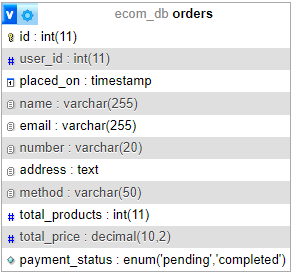 v ecom_db orders
id : int(11)
# user_id : int(11)
placed_on : timestamp
name : varchar(255)
email : varchar(255)
number : varchar(20)
address : text
method : varchar(50)
# total_products : int(11)
# total_price : decimal(10,2)
payment_status : enum('pending','completed')